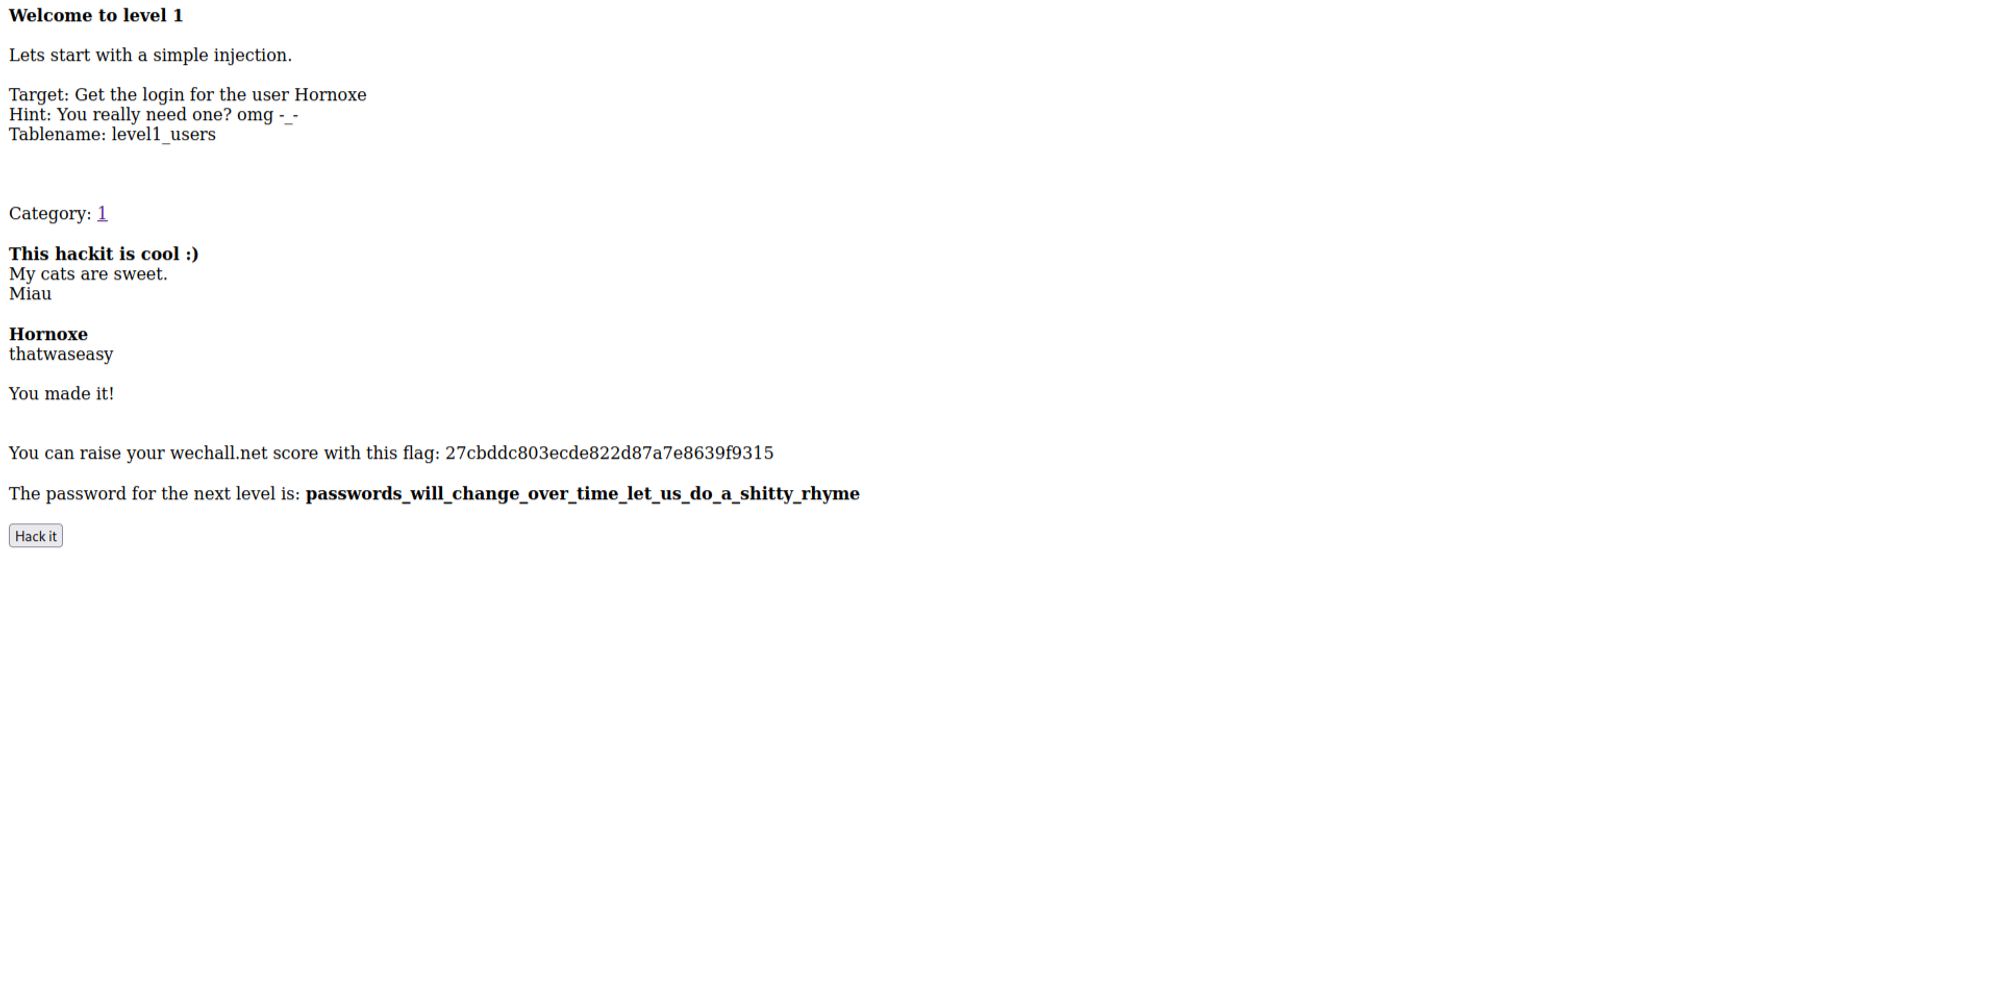 Welcome to level 1
Lets start with a simple injection.
Target: Get the login for the user Hornoxe
Hint: You really need one? omg -_-
Tablename: level1_users
Category: 1
This hackit is cool :)
My cats are sweet.
Miau
Hornoxe
thatwaseasy
You made it!
You can raise your wechall.net score with this flag: 27cbddc803ecde822d87a7e8639f9315
The password for the next level is: passwords_will_change_over_time_let_us_do_a_shitty_rhyme
Hack it